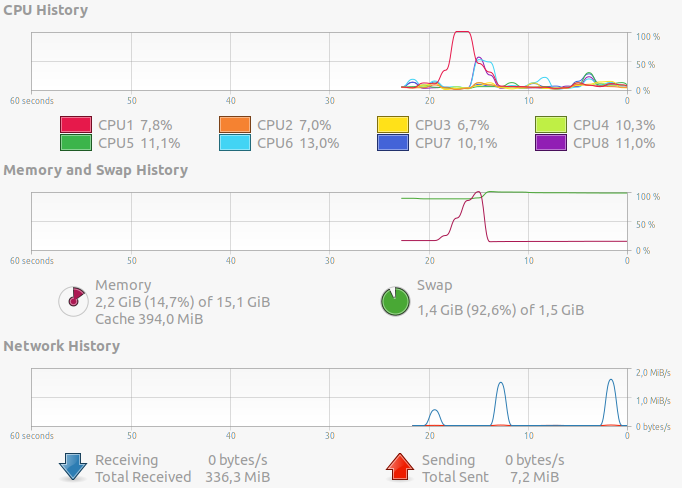 CPU History
100 %
50 %
0 %
60 seconds 50 40 30 20 10 0
CPU1 7,8% CPU2 7,0% CPU3 6,7% CPU4 10,3%
CPU5 11,1% CPU6 13,0% CPU7 10,1% CPU8 11,0%
Memory and Swap History
100 %
50 %
0 %
60 seconds 50 40 30 20 10 0
Memory Swap
2,2 GiB (14,7%) of 15,1 GiB 1,4 GiB (92,6%) of 1,5 GiB
Cache 394,0 MiB
Network History
2,0 MiB/s
1,0 MiB/s
0 bytes/s
60 seconds 50 40 30 20 10 0
Receiving 0 bytes/s Sending 0 bytes/s
Total Received 336,3 MiB Total Sent 7,2 MiB